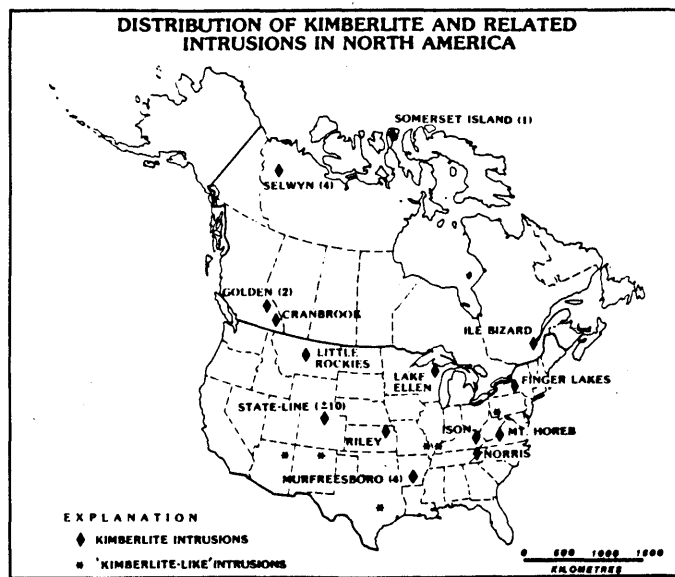 DISTRIBUTION OF KIMBERLITE AND RELATED
INTRUSIONS IN NORTH AMERICA
SOMERSET ISLAND (1)
SELWYN (4)
GOLDEN (2)
CRANBROOK
ILE BIZARD
LITTLE
ROCKIES
LAKE
ELLEN
FINGER LAKES
STATE-LINE (±10)
ISON
MT. HOREB
RILEY
NORRIS
MURFREESBORO (4)
EXPLANATION
KIMBERLITE INTRUSIONS
'KIMBERLITE-LIKE' INTRUSIONS
0 500 1000 1500
KILOMETRES